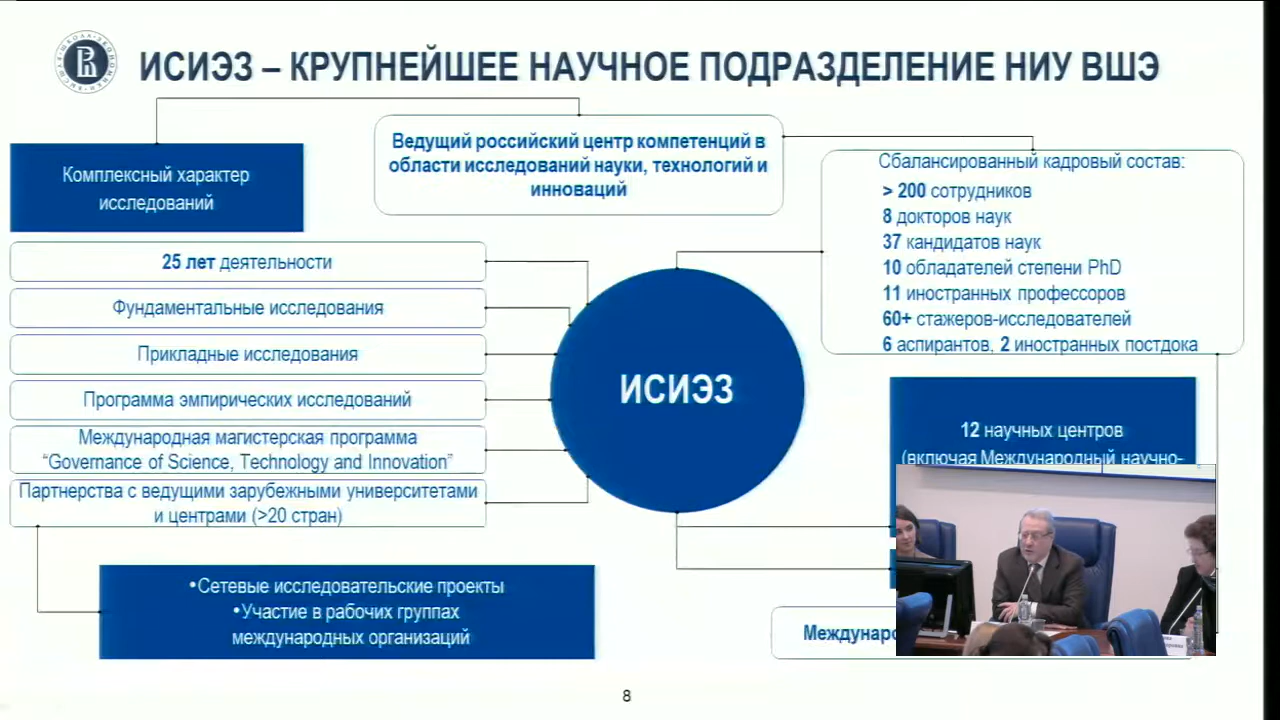 ИСИЭЗ – КРУПНЕЙШЕЕ НАУЧНОЕ ПОДРАЗДЕЛЕНИЕ НИУ ВШЭ
Ведущий российский центр компетенций в
области исследований науки, технологий и
инноваций
Комплексный характер
исследований
25 лет деятельности
Фундаментальные исследования
Прикладные исследования
Программа эмпирических исследований
Международная магистерская программа
“Governance of Science, Technology and Innovation”
Партнерства с ведущими зарубежными университетами
и центрами (>20 стран)
•Сетевые исследовательские проекты
•Участие в рабочих группах
международных организаций
ИСИЭЗ
Сбалансированный кадровый состав:
> 200 сотрудников
8 докторов наук
37 кандидатов наук
10 обладателей степени PhD
11 иностранных профессоров
60+ стажеров-исследователей
6 аспирантов, 2 иностранных постдока
12 научных центров
(включая Международный научно-
8